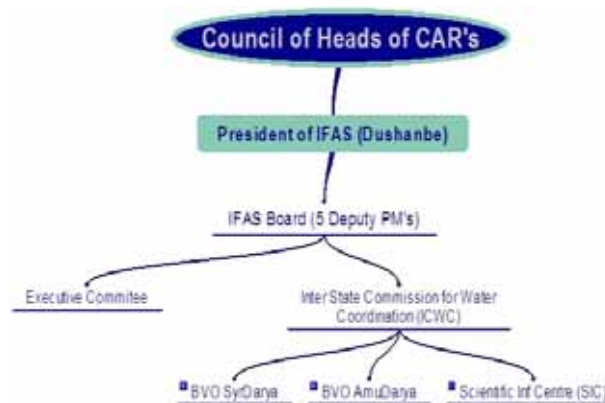 Council of Heads of CAR's
President of IFAS (Dushanbe)
IFAS Board (5 Deputy PM's)
Executive Commitee
Inter State Commission for Water
Coordination (ICWC)
BVO SyrDarya
BVO AmuDarya
Scientific Inf Centre (SIC)